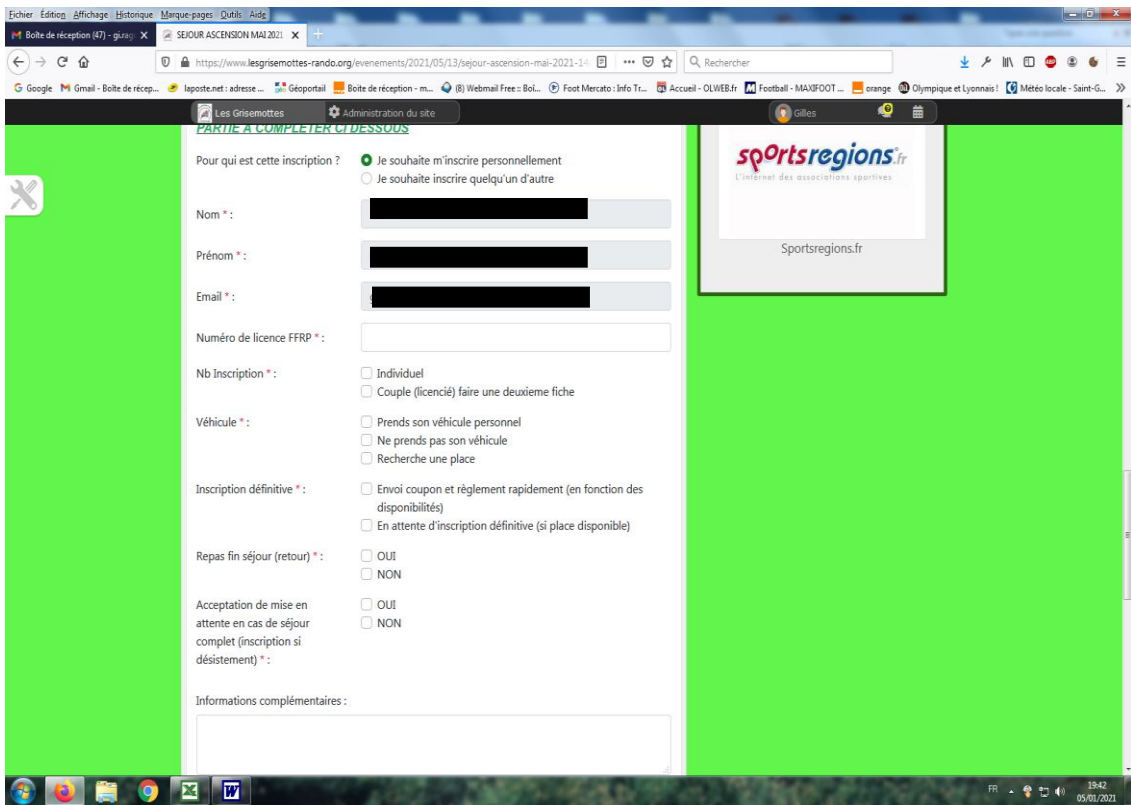 Fichier Édition Affichage Historique Marque-pages Outils Aide
Boîte de réception (47) - gi.rag X SEJOUR ASCENSION MAI 2021 X +
https://www.lesgrisemottes-rando.org/evenements/2021/05/13/sejour-ascension-mai-2021-14 Rechercher
Google Gmail - Boîte de récep... laposte.net : adresse ... Géoportail Boite de réception - m... (8) Webmail Free :: Boî... Foot Mercato : Info Tr... Accueil - OLWEB.fr Football - MAXIFOOT ... orange Olympique et Lyonnais ! Météo locale - Saint-G...
Les Grisemottes Administration du site Gilles
PARTIE A COMPLETER CI DESSOUS
Pour qui est cette inscription ? Je souhaite m'inscrire personnellement
Je souhaite inscrire quelqu'un d'autre
sportsregions.fr
L'internet des associations sportives
Nom * :
Sportsregions.fr
Prénom * :
Email * :
Numéro de licence FFRP * :
Nb Inscription * : Individuel
Couple (licencié) faire une deuxieme fiche
Véhicule * : Prends son véhicule personnel
Ne prends pas son véhicule
Recherche une place
Inscription définitive * : Envoi coupon et règlement rapidement (en fonction des
disponibilités)
En attente d'inscription définitive (si place disponible)
Repas fin séjour (retour) * : OUI
NON
Acceptation de mise en OUI
attente en cas de séjour NON
complet (inscription si
désistement) * :
Informations complémentaires :
FR 19:42
05/01/2021